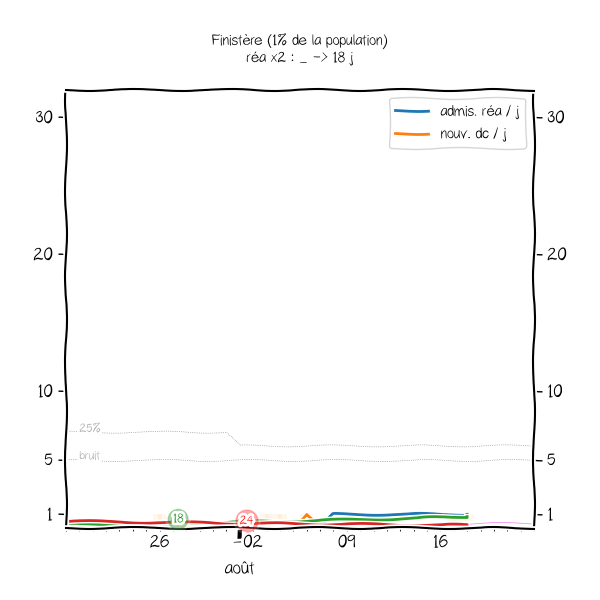 Finistère (1% de la population)
réa x2 : _ -> 18 j
admis. réa / j
nouv. dc / j
30
30
20
20
10
10
25%
5
bruit
5
1
18
24
1
26
02
09
16
août